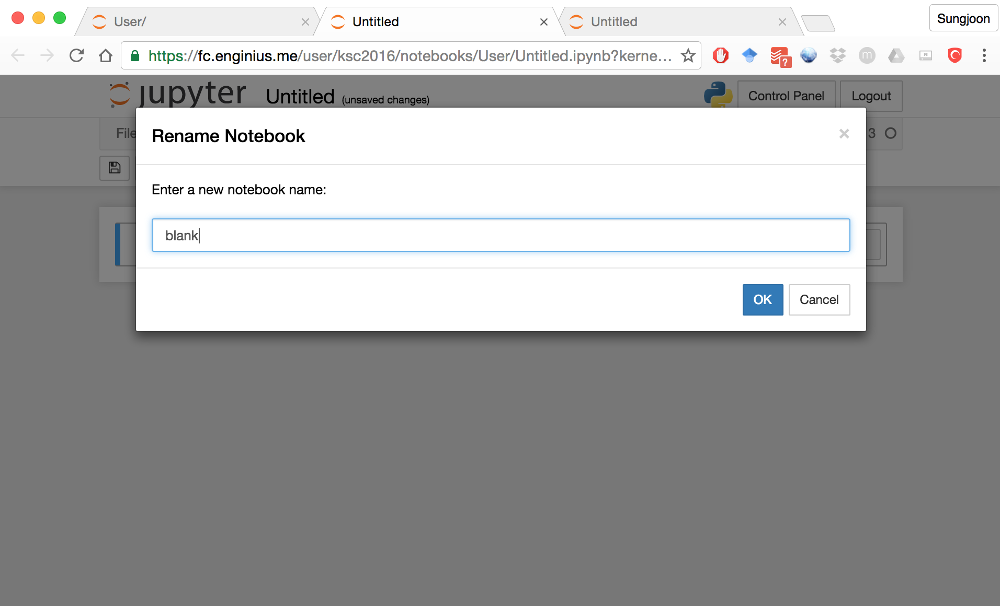 User/
Untitled
Untitled
Sungjoon
https://fc.enginius.me/user/ksc2016/notebooks/User/Untitled.ipynb?kerne...
?
m
N
jupyter Untitled (unsaved changes)
Control Panel
Logout
File
3
Rename Notebook
×
Enter a new notebook name:
blank
OK
Cancel